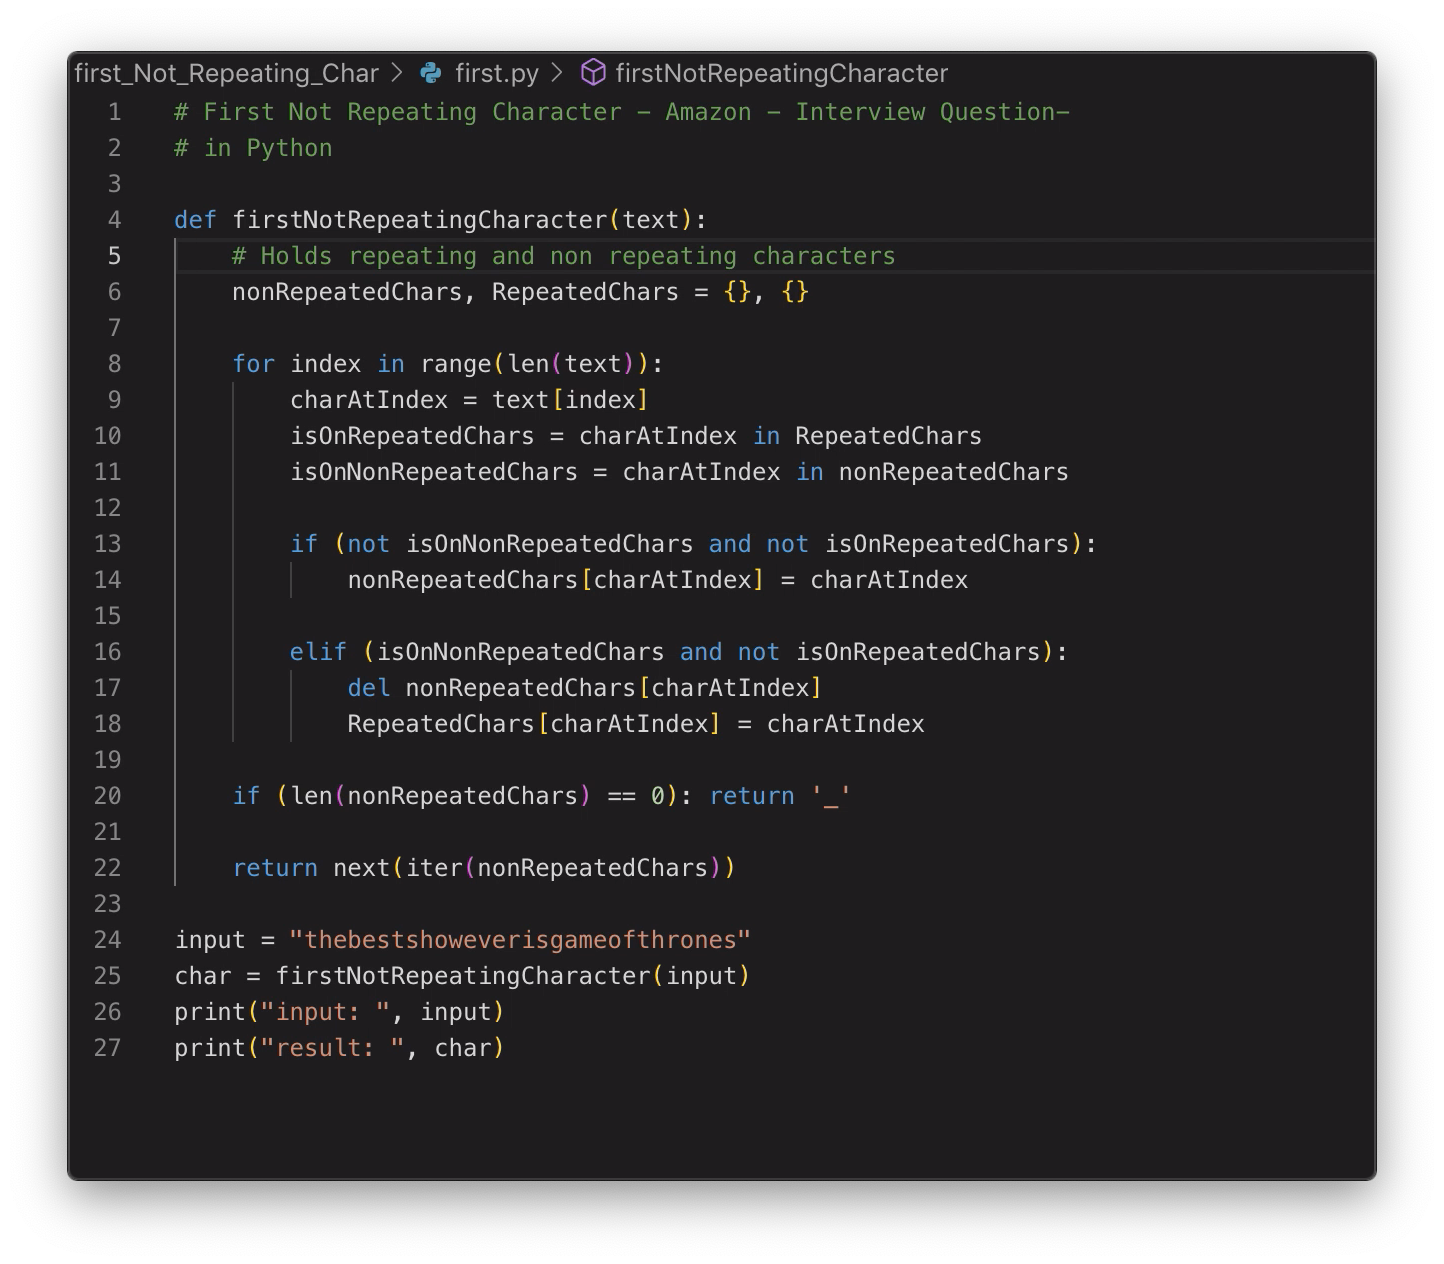 first_Not_Repeating_Char > first.py > firstNotRepeatingCharacter
1 # First Not Repeating Character - Amazon - Interview Question-
2 # in Python
3
4 def firstNotRepeatingCharacter(text):
5     # Holds repeating and non repeating characters
6     nonRepeatedChars, RepeatedChars = {}, {}
7
8     for index in range(len(text)):
9         charAtIndex = text[index]
10         isOnRepeatedChars = charAtIndex in RepeatedChars
11         isOnNonRepeatedChars = charAtIndex in nonRepeatedChars
12
13         if (not isOnNonRepeatedChars and not isOnRepeatedChars):
14             nonRepeatedChars[charAtIndex] = charAtIndex
15
16         elif (isOnNonRepeatedChars and not isOnRepeatedChars):
17             del nonRepeatedChars[charAtIndex]
18             RepeatedChars[charAtIndex] = charAtIndex
19
20     if (len(nonRepeatedChars) == 0): return '_'
21
22     return next(iter(nonRepeatedChars))
23
24 input = "thebestshoweverisgameofthrones"
25 char = firstNotRepeatingCharacter(input)
26 print("input: ", input)
27 print("result: ", char)